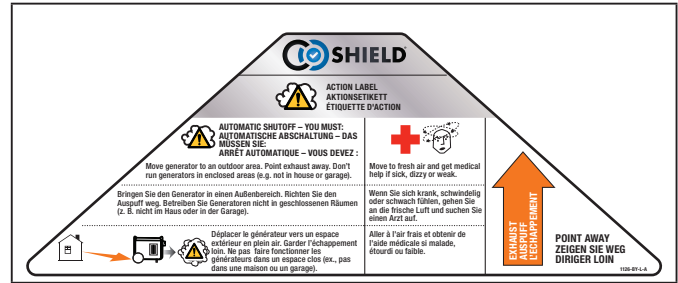 CO SHIELD
ACTION LABEL
AKTIONSETIKETT
ÉTIQUETTE D'ACTION
AUTOMATIC SHUTOFF – YOU MUST:
AUTOMATISCHE ABSCHALTUNG – DAS
MÜSSEN SIE:
ARRÊT AUTOMATIQUE – VOUS DEVEZ :
Move generator to an outdoor area. Point exhaust away. Don't
run generators in enclosed areas (e.g. not in house or garage).
Move to fresh air and get medical
help if sick, dizzy or weak.
Bringen Sie den Generator in einen Außenbereich. Richten Sie den
Auspuff weg. Betreiben Sie Generatoren nicht in geschlossenen Räumen
(z. B. nicht im Haus oder in der Garage).
Wenn Sie sich krank, schwindelig
oder schwach fühlen, gehen Sie
an die frische Luft und suchen Sie
einen Arzt auf.
Déplacer le générateur vers un espace
extérieur en plein air. Garder l'échappement
loin. Ne pas faire fonctionner les
générateurs dans un espace clos (ex., pas
dans une maison ou un garage).
Aller à l'air frais et obtenir de
l'aide médicale si malade,
étourdi ou faible.
EXHAUST
AUSPUFF
L'ECHAPPEMENT
POINT AWAY
ZEIGEN SIE WEG
DIRIGER LOIN
1126-BY-L-A